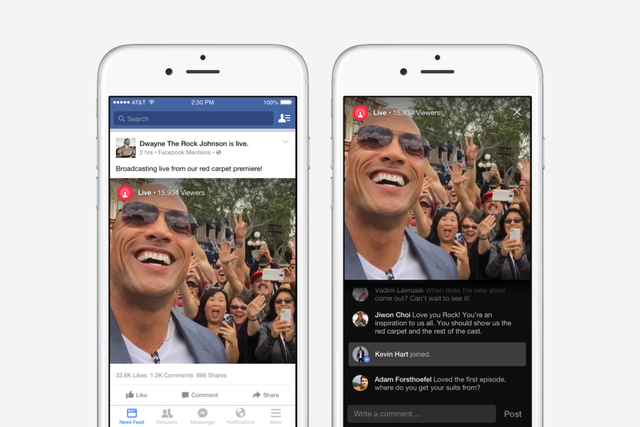 AT&T 2:30 PM 100%
Search
Dwayne The Rock Johnson is live.
2 hrs • Facebook Mentions •
Broadcasting live from our red carpet premiere!
Live • 15,934 Viewers
33.6K Likes 1.2K Comments 866 Shares
Like Comment Share
News Feed Requests Messenger Notifications More
Live • 15,934 Viewers
Vadim Lavrusik When does the new show
come out? Can't wait to see it!
Jiwon Choi Love you Rock! You're an
inspiration to us all. You should show us the
red carpet and the rest of the cast.
Kevin Hart joined.
Adam Forsthoefel Loved the first episode,
where do you get your suits from?
Write a comment... Post